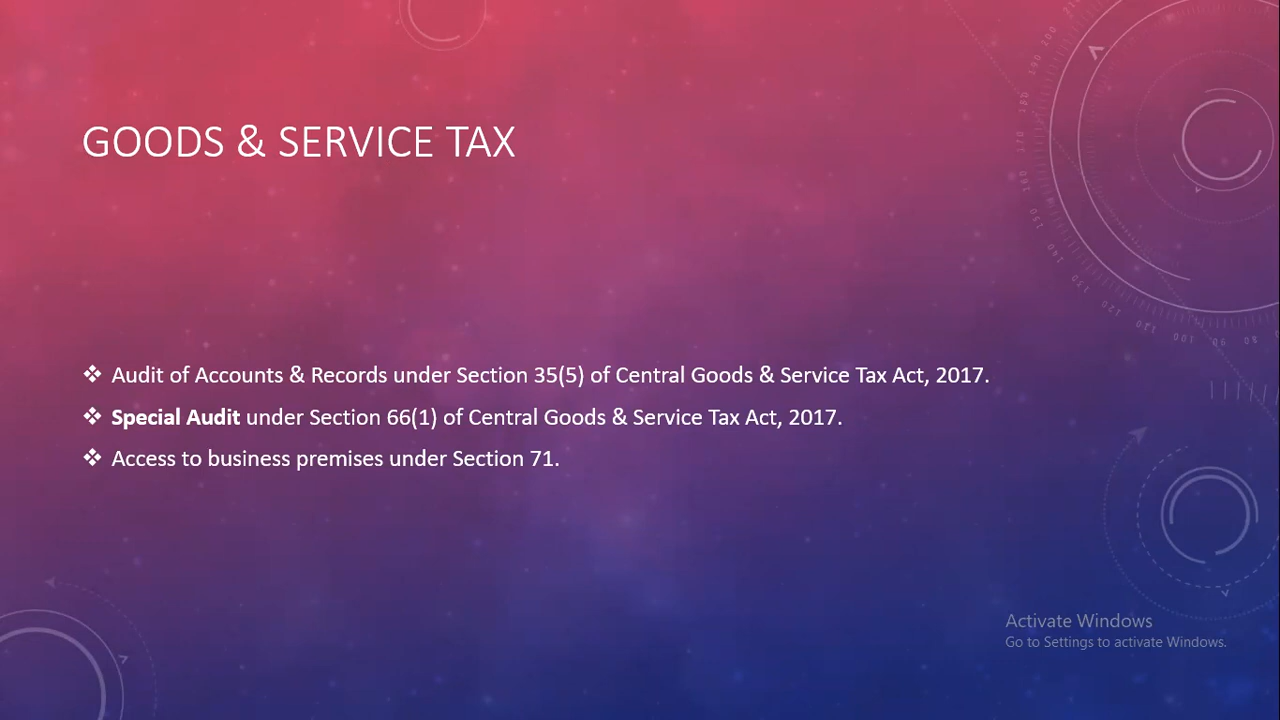 GOODS & SERVICE TAX
❖ Audit of Accounts & Records under Section 35(5) of Central Goods & Service Tax Act, 2017.
❖ Special Audit under Section 66(1) of Central Goods & Service Tax Act, 2017.
❖ Access to business premises under Section 71.
Activate Windows
Go to Settings to activate Windows.